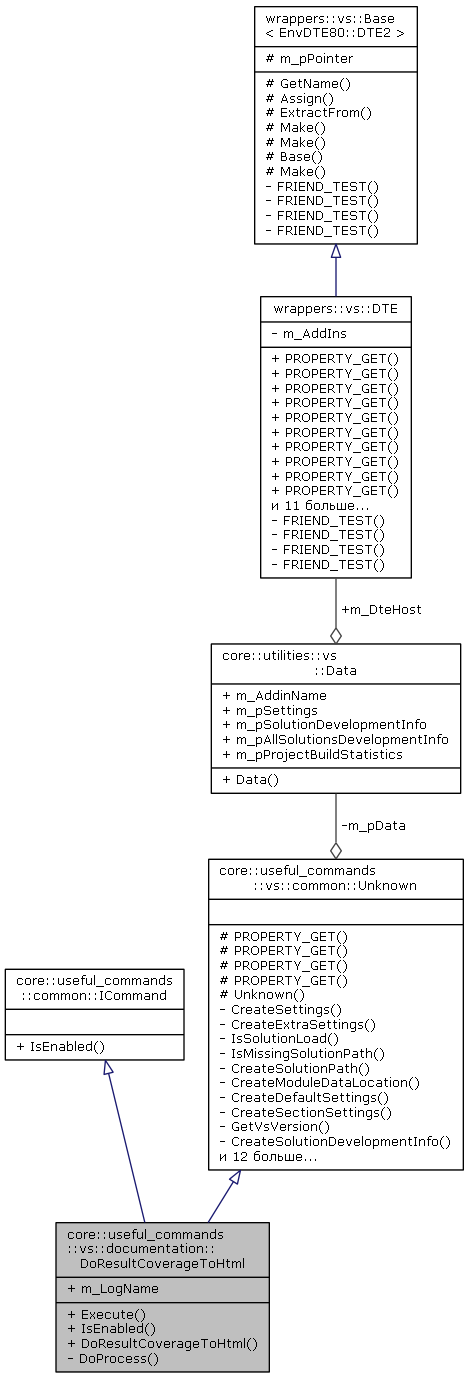 wrappers::vs::Base
< EnvDTE80::DTE2 >
# m_pPointer
# GetName()
# Assign()
# ExtractFrom()
# Make()
# Make()
# Base()
# Make()
- FRIEND_TEST()
- FRIEND_TEST()
- FRIEND_TEST()
- FRIEND_TEST()
wrappers::vs::DTE
- m_AddIns
+ PROPERTY_GET()
+ PROPERTY_GET()
+ PROPERTY_GET()
+ PROPERTY_GET()
+ PROPERTY_GET()
+ PROPERTY_GET()
+ PROPERTY_GET()
+ PROPERTY_GET()
+ PROPERTY_GET()
+ PROPERTY_GET()
и 11 больше...
- FRIEND_TEST()
- FRIEND_TEST()
- FRIEND_TEST()
- FRIEND_TEST()
+m_DteHost
core::utilities::vs
::Data
+ m_AddinName
+ m_pSettings
+ m_pSolutionDevelopmentInfo
+ m_pAllSolutionsDevelopmentInfo
+ m_pProjectBuildStatistics
+ Data()
-m_pData
core::useful_commands
::vs::common::Unknown
# PROPERTY_GET()
# PROPERTY_GET()
# PROPERTY_GET()
# PROPERTY_GET()
# Unknown()
- CreateSettings()
- CreateExtraSettings()
- IsSolutionLoad()
- IsMissingSolutionPath()
- CreateSolutionPath()
- CreateModuleDataLocation()
- CreateDefaultSettings()
- CreateSectionSettings()
- GetVsVersion()
- CreateSolutionDevelopmentInfo()
и 12 больше...
core::useful_commands
::common::ICommand
+ IsEnabled()
core::useful_commands
::vs::documentation::
DoResultCoverageToHtml
+ m_LogName
+ Execute()
+ IsEnabled()
+ DoResultCoverageToHtml()
- DoProcess()